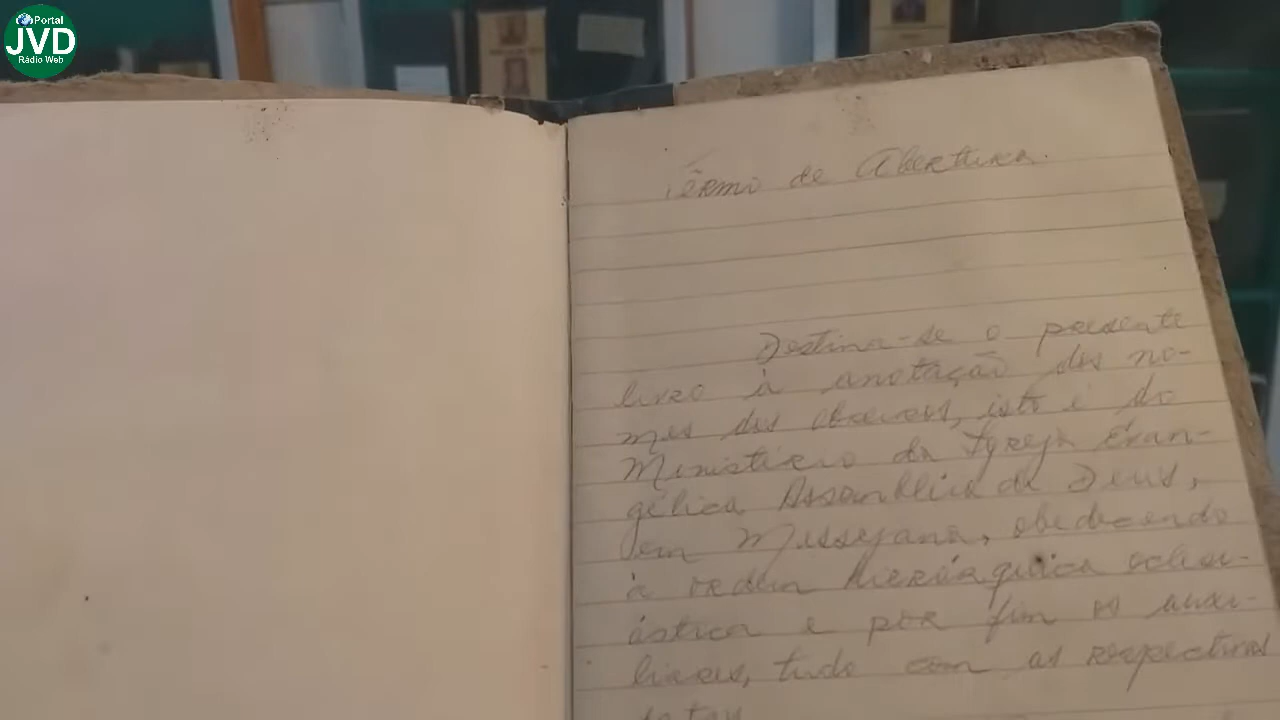 Portal
JVD
Rádio Web
Têrmo de Abertura.
Destina-se o presente
livro à anotação dos no-
mes dos obreiros, isto é do
Ministério da Igreja Evan-
gélica Assembléia de Deus,
em Messejana, obedecendo
à ordem hierárquica eclesi-
ástica e por fim os auxi-
liares, tudo com as respectivas
datas